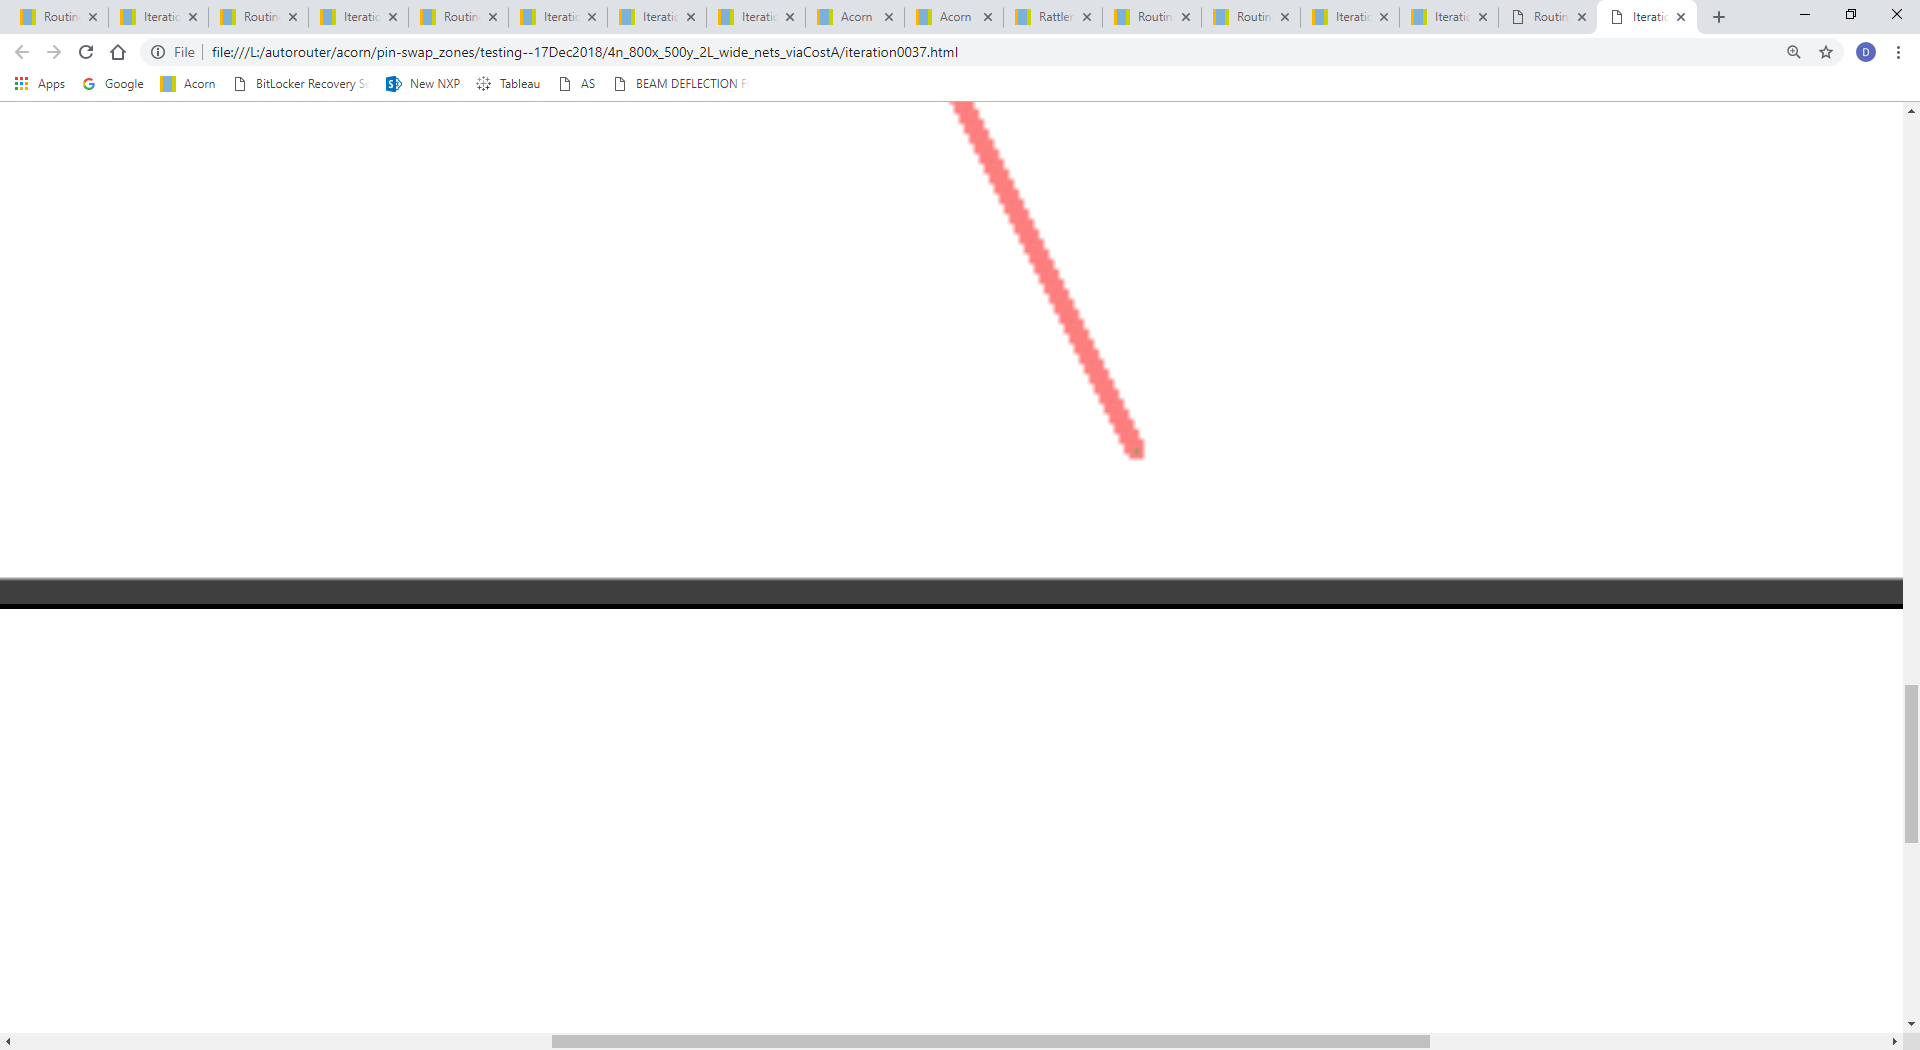 Routin Iteratio Routin Iteratio Routin Iteratio Iteratio Iteratio Acorn Acorn Rattler Routin Routin Iteratio Iteratio Routin Iteratio
File file:///L:/autorouter/acorn/pin-swap_zones/testing--17Dec2018/4n_800x_500y_2L_wide_nets_viaCostA/iteration0037.html D
Apps Google Acorn BitLocker Recovery Se S New NXP Tableau AS BEAM DEFLECTION F